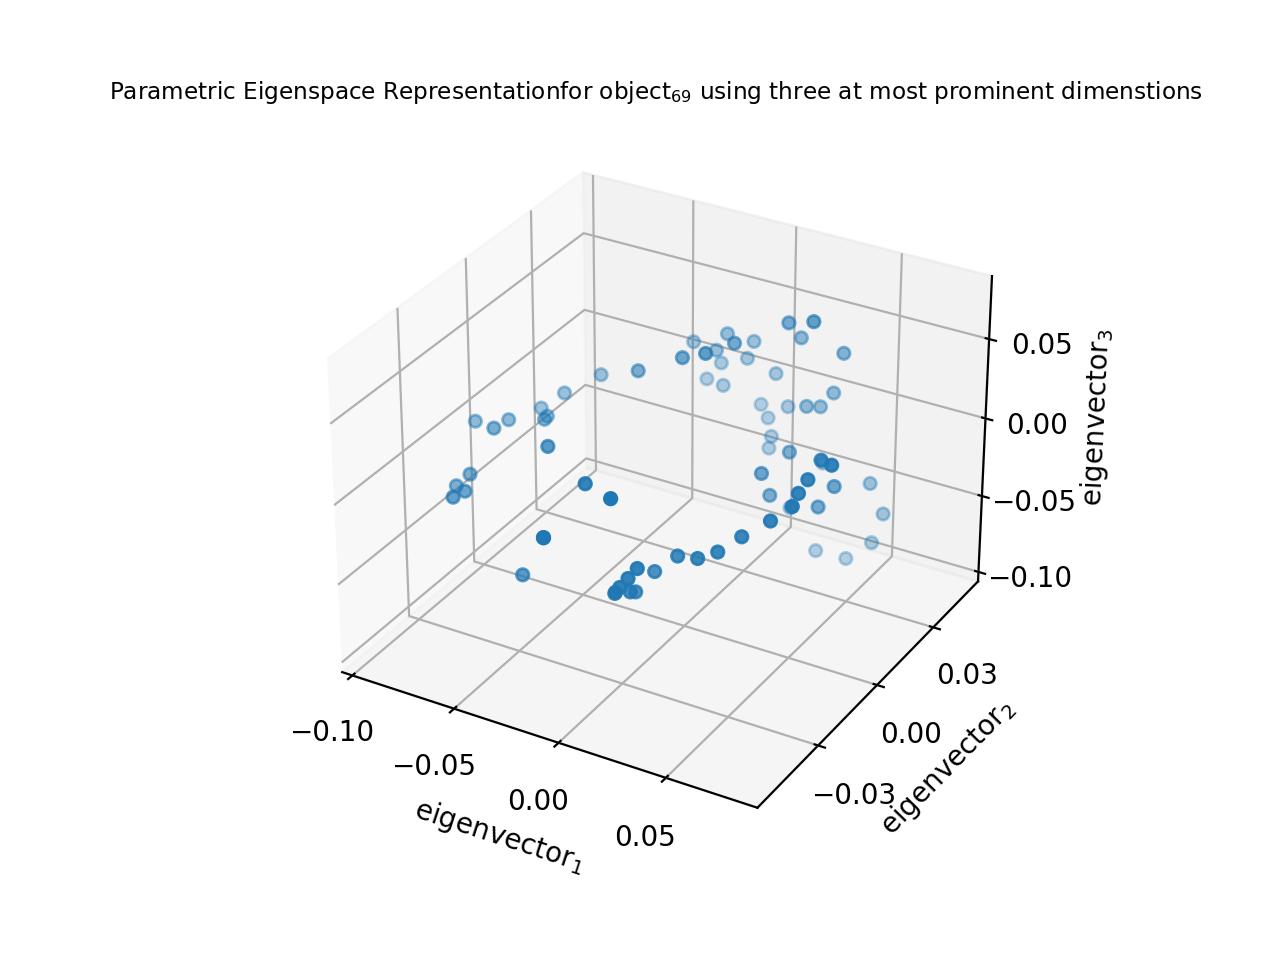 Parametric Eigenspace Representationfor object₆₉ using three at most prominent dimenstions
0.05
0.00
−0.05
−0.10
eigenvector₃
0.03
0.00
−0.03
eigenvector₂
−0.10
−0.05
0.00
0.05
eigenvector₁